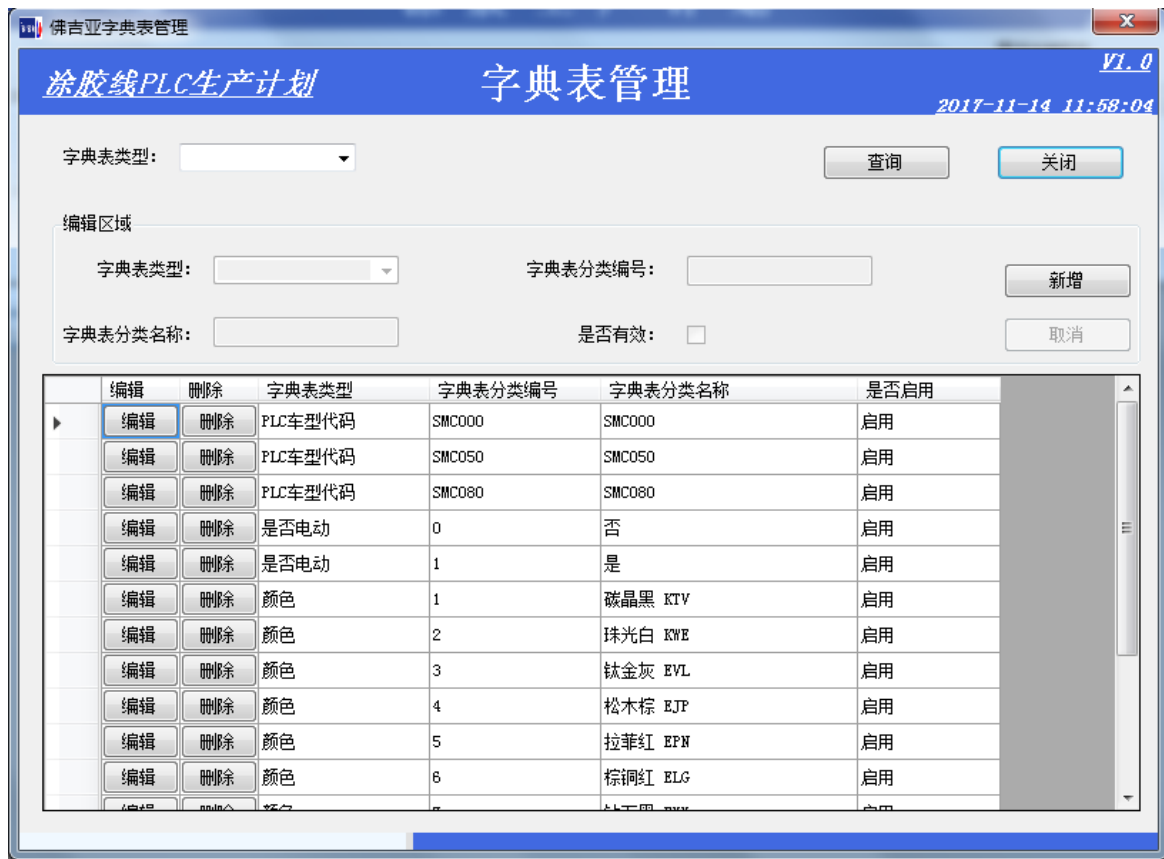 佛吉亚字典表管理
涂胶线PLC生产计划 字典表管理 V1.0
2017-11-14 11:58:04
字典表类型: 查询 关闭
编辑区域
字典表类型: 字典表分类编号: 新增
字典表分类名称: 是否有效: 取消
编辑 删除 字典表类型 字典表分类编号 字典表分类名称 是否启用
编辑 删除 PLC车型代码 SMC000 SMC000 启用
编辑 删除 PLC车型代码 SMC050 SMC050 启用
编辑 删除 PLC车型代码 SMC080 SMC080 启用
编辑 删除 是否电动 0 否 启用
编辑 删除 是否电动 1 是 启用
编辑 删除 颜色 1 碳晶黑 KTV 启用
编辑 删除 颜色 2 珠光白 KWE 启用
编辑 删除 颜色 3 钛金灰 EVL 启用
编辑 删除 颜色 4 松木棕 EJP 启用
编辑 删除 颜色 5 拉菲红 EPN 启用
编辑 删除 颜色 6 棕铜红 ELG 启用